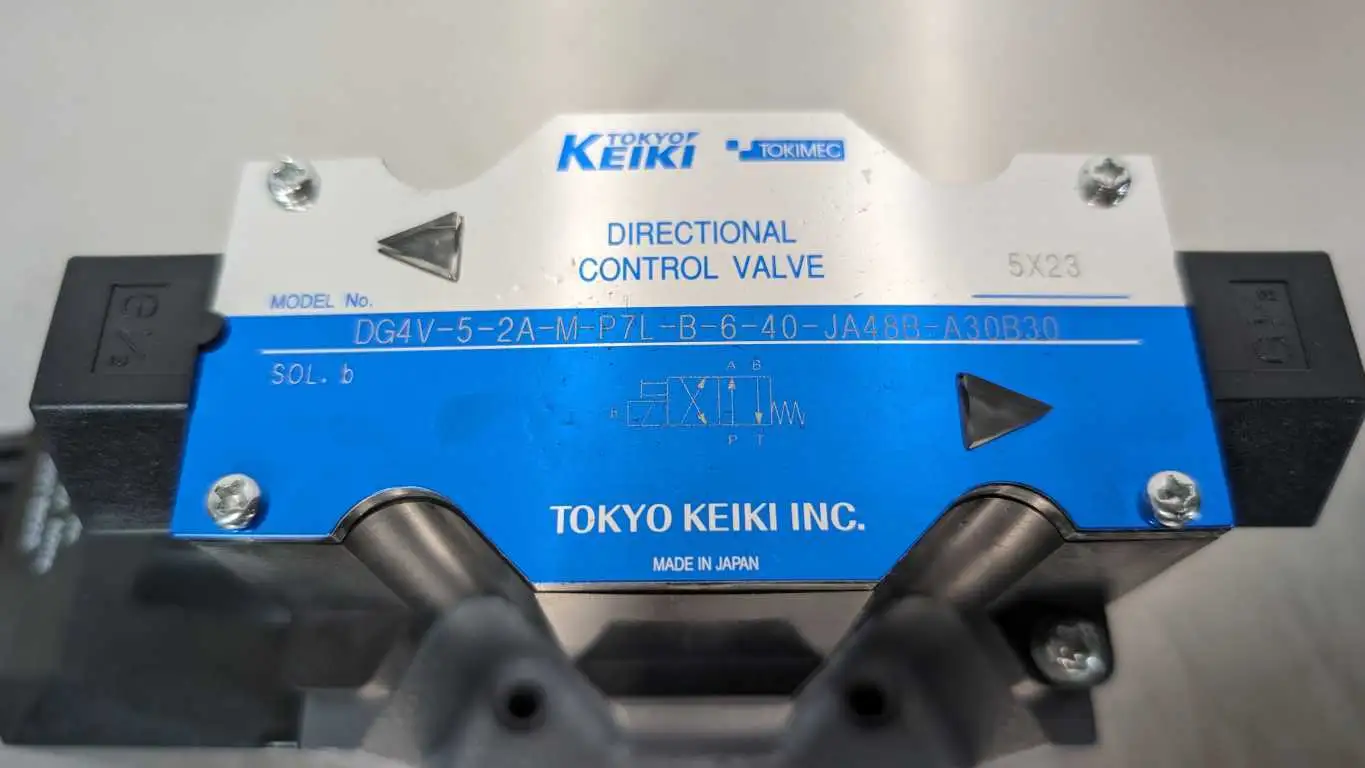 TOKYO
KEIKI
TOKIMEC
DIRECTIONAL
CONTROL VALVE
5X23
MODEL No.
DG4V-5-2A-M-P7L-B-6-40-JA48B-A30B30
SOL. b
A B
b
P T
TOKYO KEIKI INC.
MADE IN JAPAN